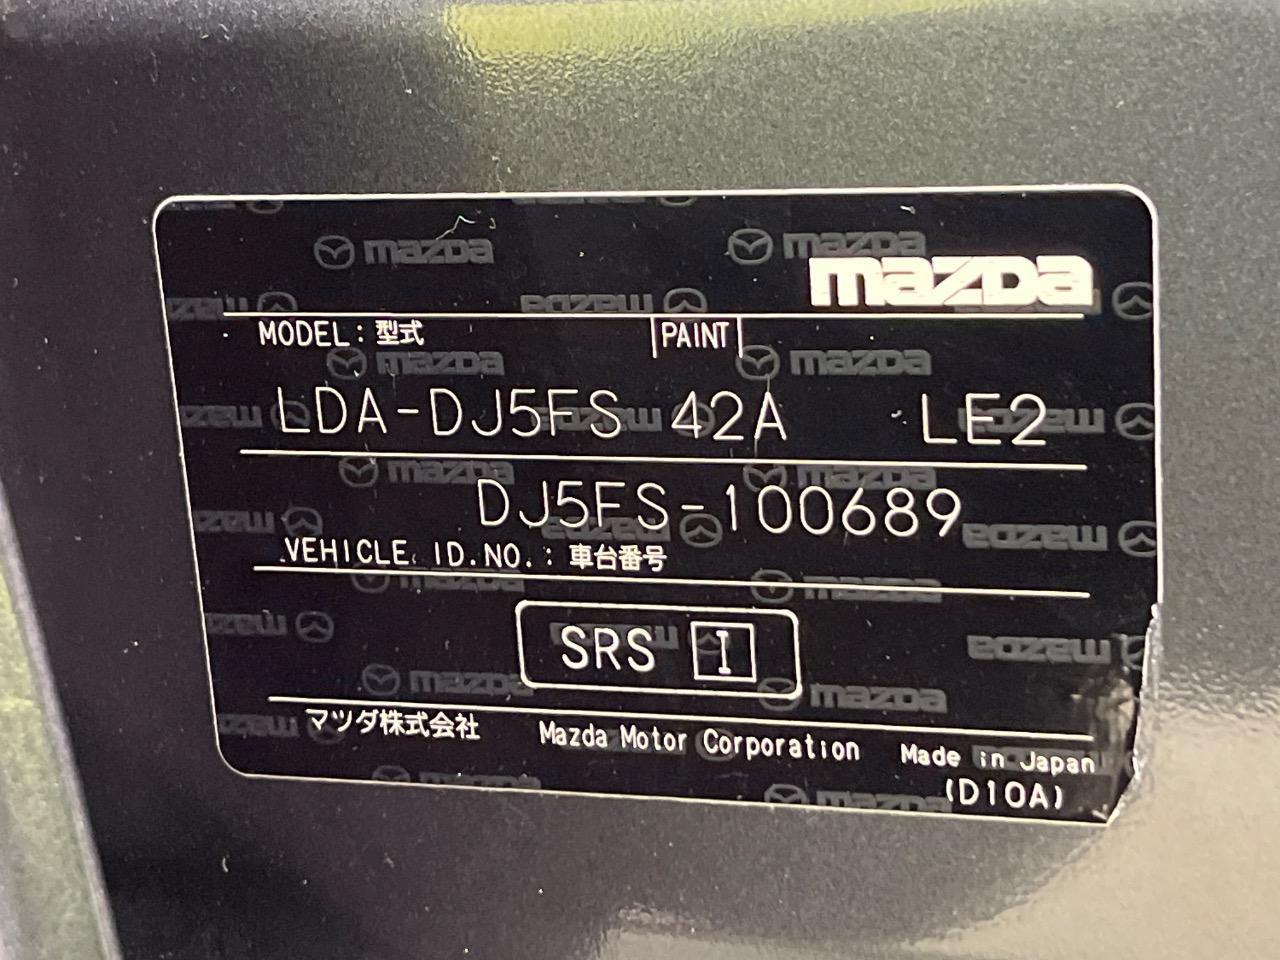 mazda
MODEL: 型式 PAINT
LDA-DJ5FS 42A LE2
DJ5FS-100689
VEHICLE ID.NO.: 車台番号
SRS I
マツダ株式会社 Mazda Motor Corporation Made in Japan
(D10A)